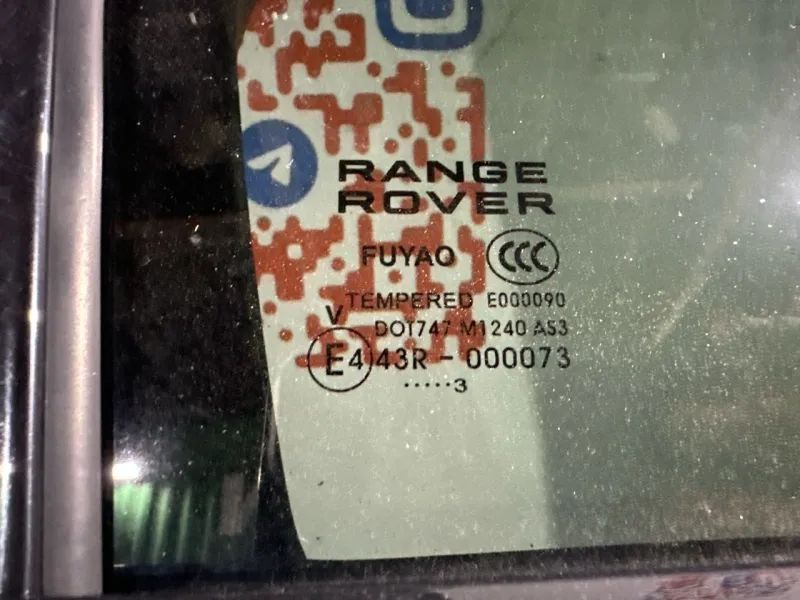 RANGE
ROVER
FUYAO CCC
TEMPERED E000090
V DOT747 M1240 AS3
E4 43R - 000073
.....3